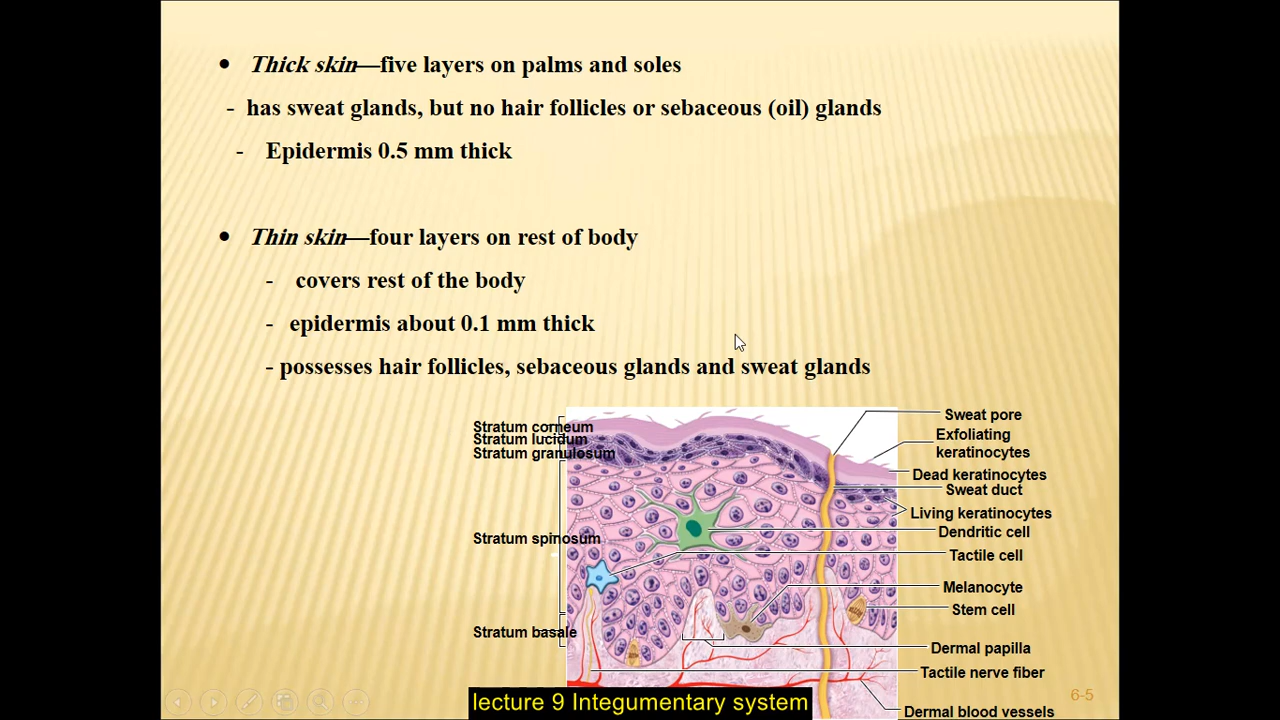 • Thick skin—five layers on palms and soles
- has sweat glands, but no hair follicles or sebaceous (oil) glands
- Epidermis 0.5 mm thick
• Thin skin—four layers on rest of body
- covers rest of the body
- epidermis about 0.1 mm thick
- possesses hair follicles, sebaceous glands and sweat glands
Stratum corneum
Stratum lucidum
Stratum granulosum
Stratum spinosum
Stratum basale
Sweat pore
Exfoliating
keratinocytes
Dead keratinocytes
Sweat duct
Living keratinocytes
Dendritic cell
Tactile cell
Melanocyte
Stem cell
Dermal papilla
Tactile nerve fiber
Dermal blood vessels
6-5
lecture 9 Integumentary system